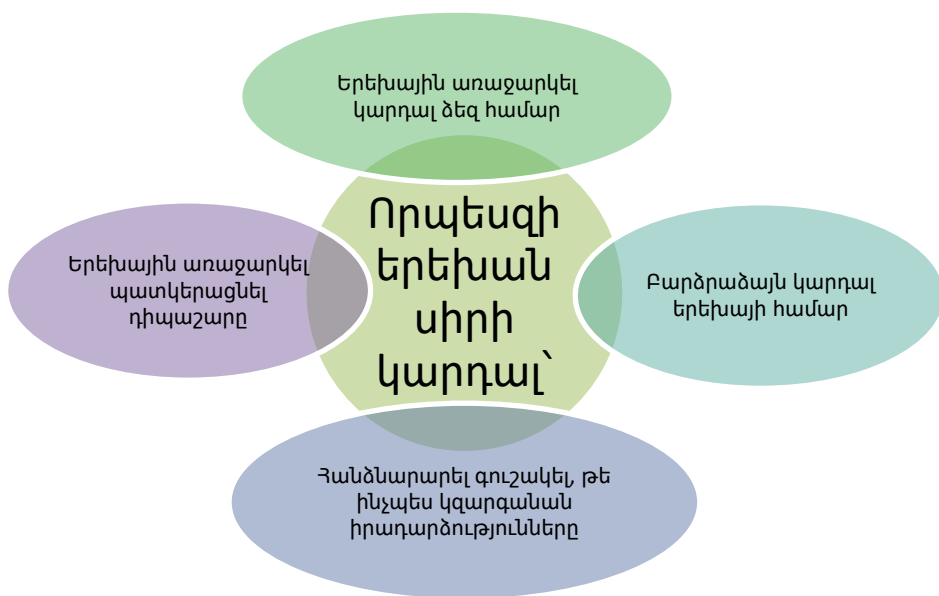 Երեխային առաջարկել
կարդալ ձեզ համար
Որպեսզի
երեխան
սիրի
կարդալ՝
Երեխային առաջարկել
պատկերացնել
դիպաշարը
Բարձրաձայն կարդալ
երեխայի համար
Հանձնարարել գուշակել, թե
ինչպես կզարգանան
իրադարձությունները